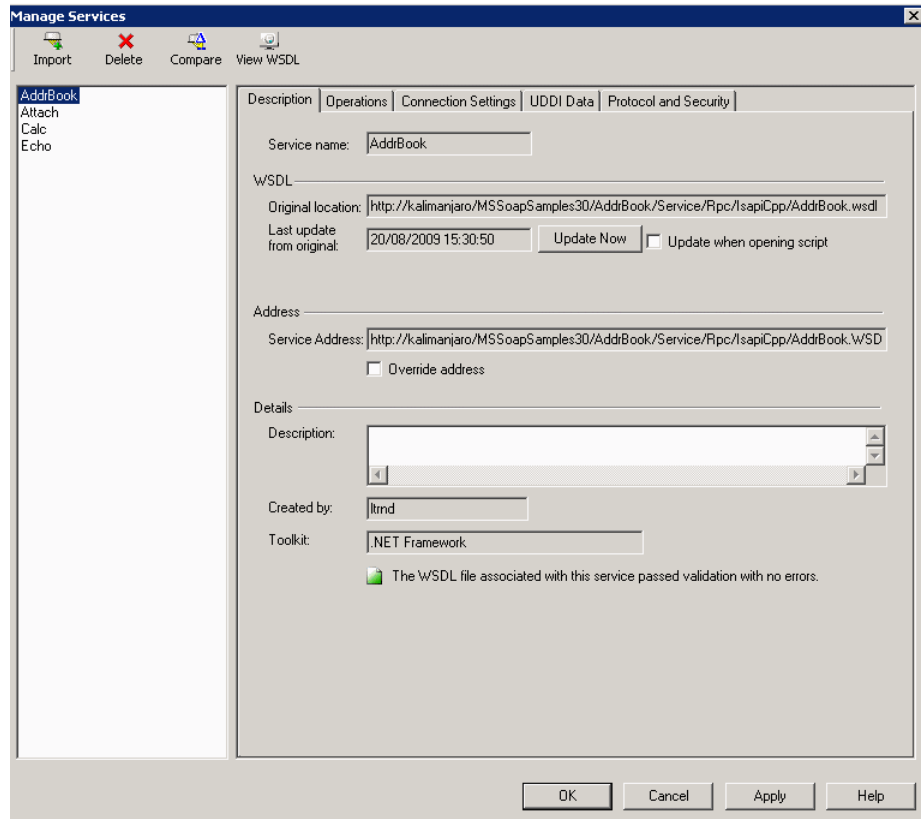 Manage Services
Import Delete Compare View WSDL
AddrBook
Attach
Calc
Echo
Description Operations Connection Settings UDDI Data Protocol and Security
Service name: AddrBook
WSDL
Original location: http://kalimanjaro/MSSoapSamples30/AddrBook/Service/Rpc/IsapiCpp/AddrBook.wsdl
Last update from original: 20/08/2009 15:30:50 Update Now Update when opening script
Address
Service Address: http://kalimanjaro/MSSoapSamples30/AddrBook/Service/Rpc/IsapiCpp/AddrBook.WSD
Override address
Details
Description:
Created by: ltrnd
Toolkit: .NET Framework
The WSDL file associated with this service passed validation with no errors.
OK Cancel Apply Help